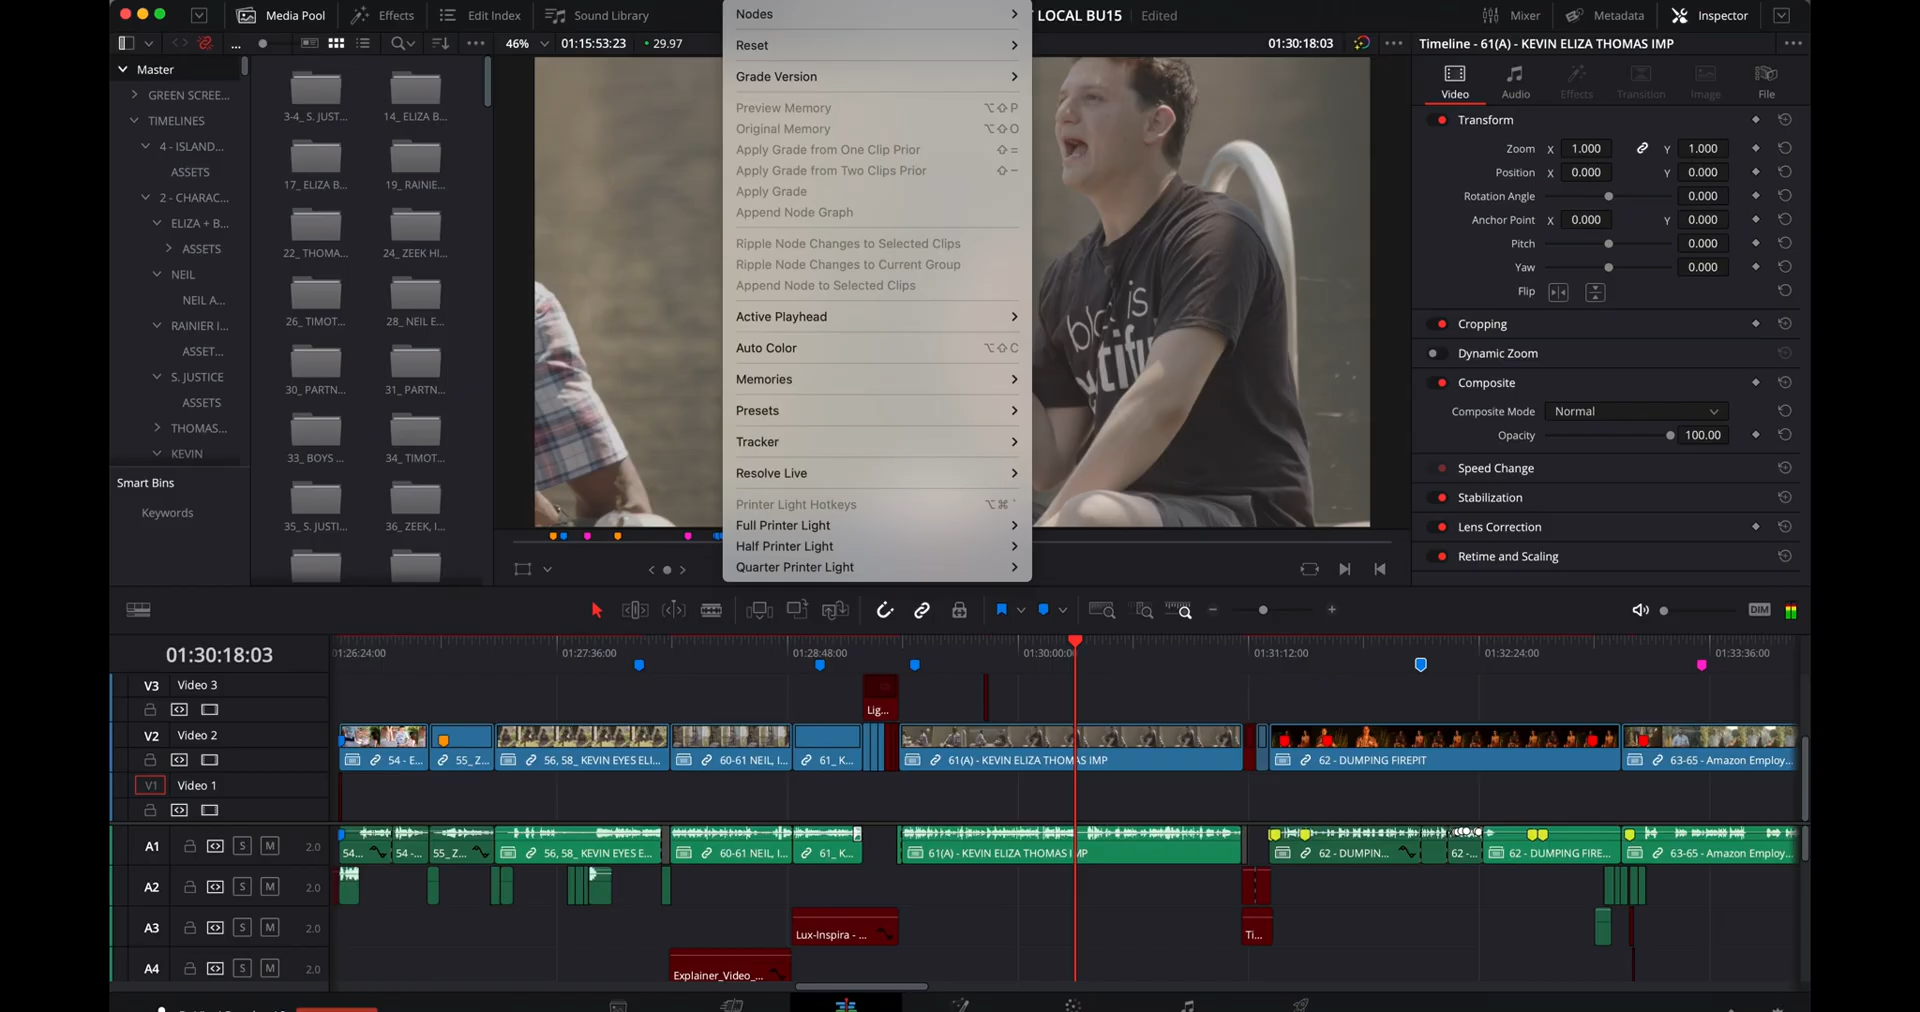 Media Pool
Effects
Edit Index
Sound Library
LOCAL BU15
Edited
Mixer
Metadata
Inspector
...
46%
01:15:53:23
29.97
01:30:18:03
Timeline - 61(A) - KEVIN ELIZA THOMAS IMP
Master
GREEN SCREE...
TIMELINES
4 - ISLAND...
ASSETS
2 - CHARAC...
ELIZA + B...
ASSETS
NEIL
NEIL A...
RAINIER I...
ASSET...
S. JUSTICE
ASSETS
THOMAS...
KEVIN
Smart Bins
Keywords
3-4_ S. JUST...
14_ ELIZA B...
17_ ELIZA B...
19_ RAINIE...
22_ THOMA...
24_ ZEEK HI...
26_ TIMOT...
28_ NEIL E...
30_ PARTN...
31_ PARTN...
33_ BOYS ...
34_ TIMOT...
35_ S. JUSTI...
36_ ZEEK, I...
Nodes
Reset
Grade Version
Preview Memory ⌥⇧P
Original Memory ⌥⇧O
Apply Grade from One Clip Prior ⇧=
Apply Grade from Two Clips Prior ⇧−
Apply Grade
Append Node Graph
Ripple Node Changes to Selected Clips
Ripple Node Changes to Current Group
Append Node to Selected Clips
Active Playhead
Auto Color ⌥⇧C
Memories
Presets
Tracker
Resolve Live
Printer Light Hotkeys ⌥⌘`
Full Printer Light
Half Printer Light
Quarter Printer Light
is
tifu
Video
Audio
Effects
Transition
Image
File
Transform
Zoom X 1.000 Y 1.000
Position X 0.000 Y 0.000
Rotation Angle 0.000
Anchor Point X 0.000 Y 0.000
Pitch 0.000
Yaw 0.000
Flip
Cropping
Dynamic Zoom
Composite
Composite Mode Normal
Opacity 100.00
Speed Change
Stabilization
Lens Correction
Retime and Scaling
DIM
01:30:18:03
01:26:24:00
01:27:36:00
01:28:48:00
01:30:00:00
01:31:12:00
01:32:24:00
01:33:36:00
V3 Video 3
Lig...
V2 Video 2
54 - E...
55_ Z...
56, 58_ KEVIN EYES ELI...
60-61 NEIL, I...
61_ K...
61(A) - KEVIN ELIZA THOMAS IMP
62 - DUMPING FIREPIT
63-65 - Amazon Employ...
V1 Video 1
A1 S M 2.0
54...
54 -...
55_ Z...
56, 58_ KEVIN EYES E...
60-61 NEIL, I...
61_ K...
61(A) - KEVIN ELIZA THOMAS IMP
62 - DUMPIN...
62 -...
62 - DUMPING FIRE...
63-65 - Amazon Employ...
A2 S M 2.0
A3 S M 2.0
Lux-Inspira - ...
Ti...
A4 S M 2.0
Explainer_Video_...